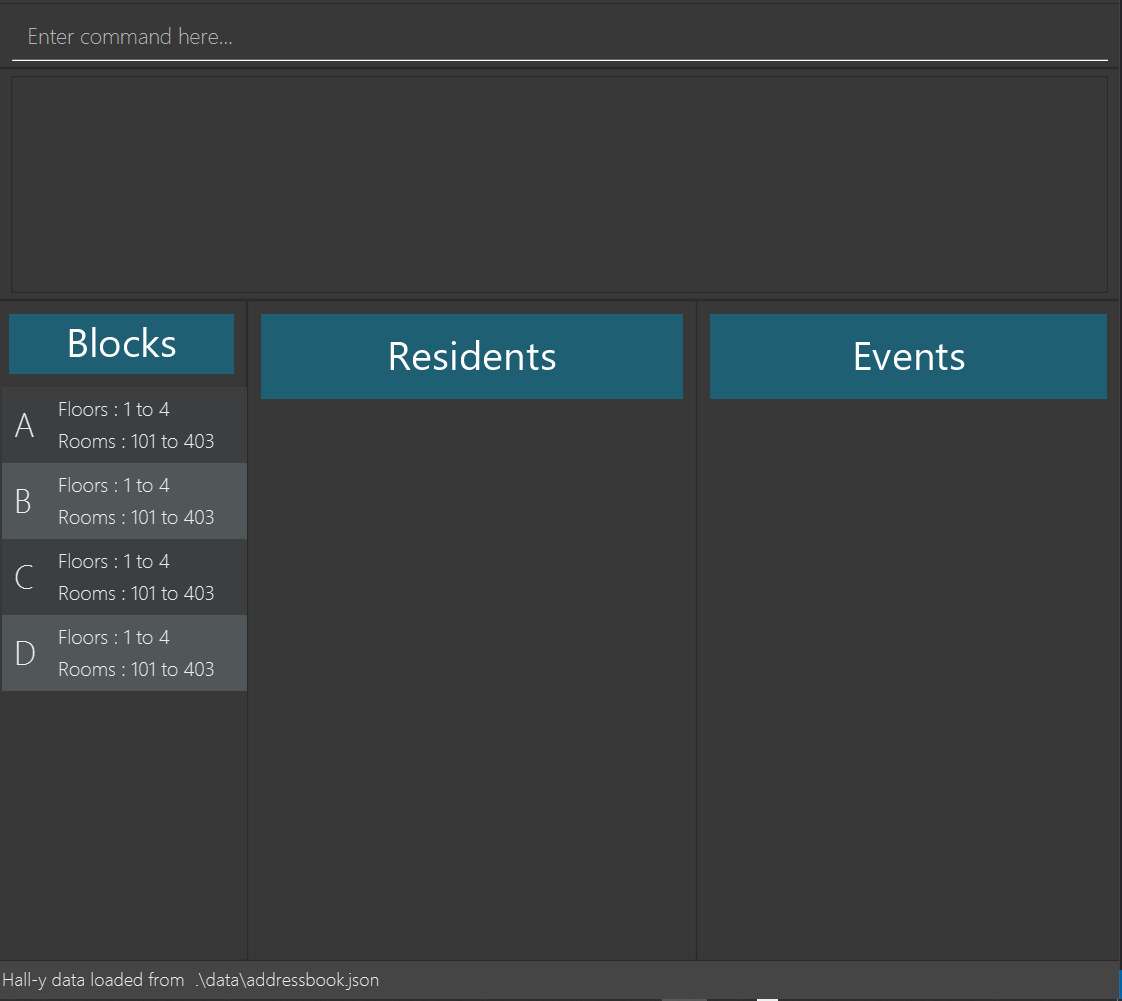 Enter command here...
Blocks
Residents
Events
A
Floors : 1 to 4
Rooms : 101 to 403
B
Floors : 1 to 4
Rooms : 101 to 403
C
Floors : 1 to 4
Rooms : 101 to 403
D
Floors : 1 to 4
Rooms : 101 to 403
Hall-y data loaded from .\data\addressbook.json